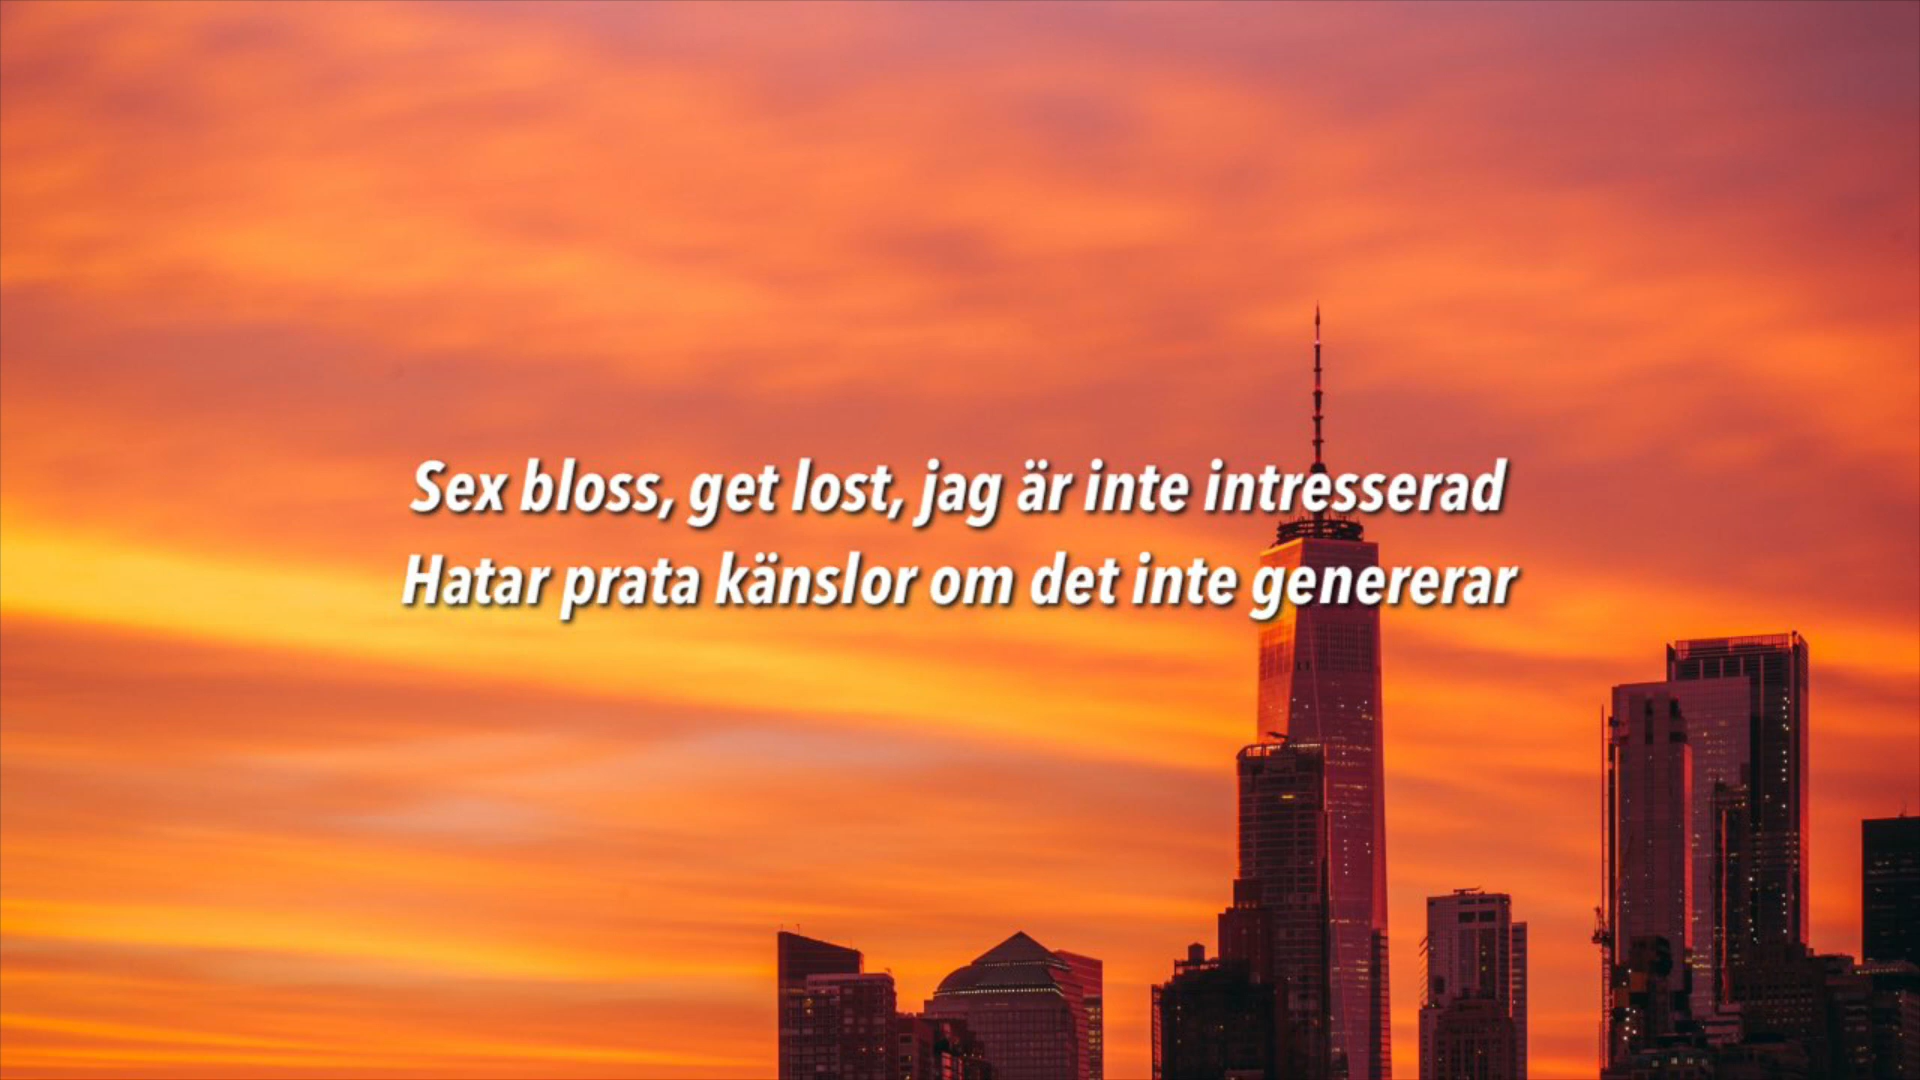 Sex bloss, get lost, jag är inte intresserad
Hatar prata känslor om det inte genererar